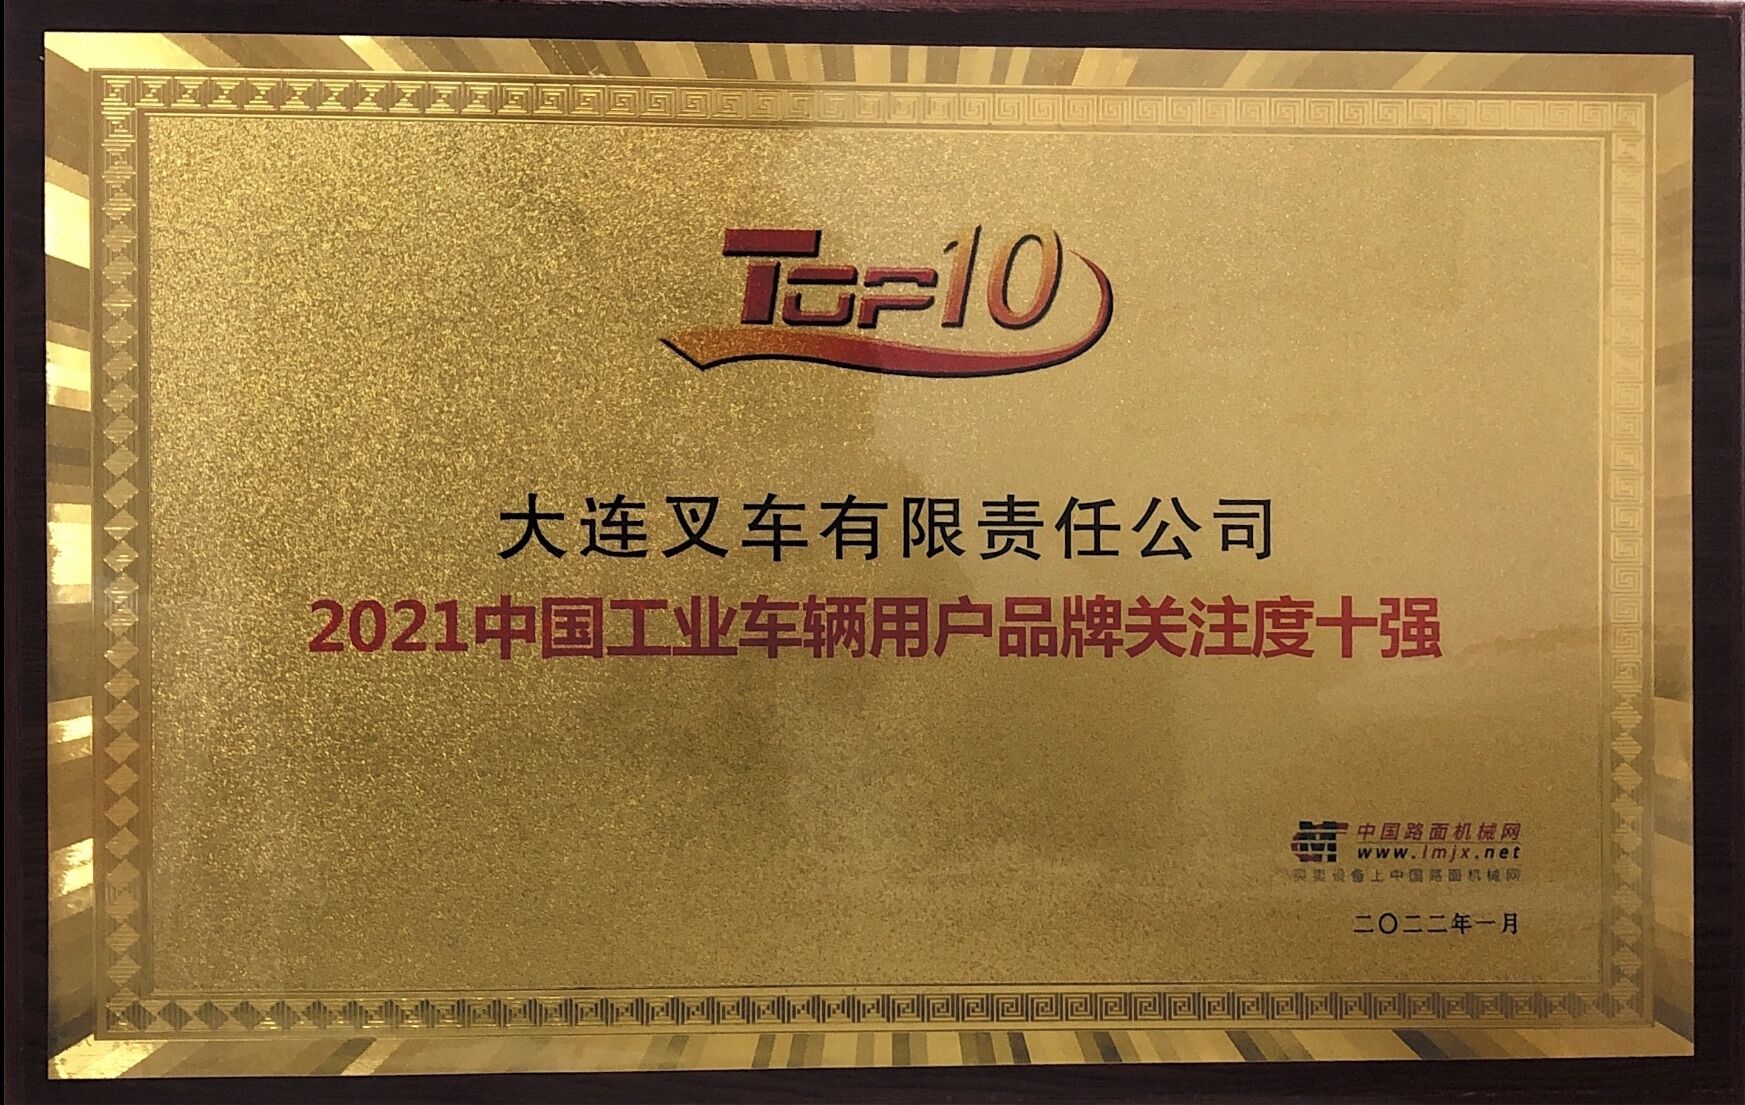 TOP10
大连叉车有限责任公司
2021中国工业车辆用户品牌关注度十强
中国路面机械网
www.lmjx.net
买卖设备上中国路面机械网
二〇二二年一月